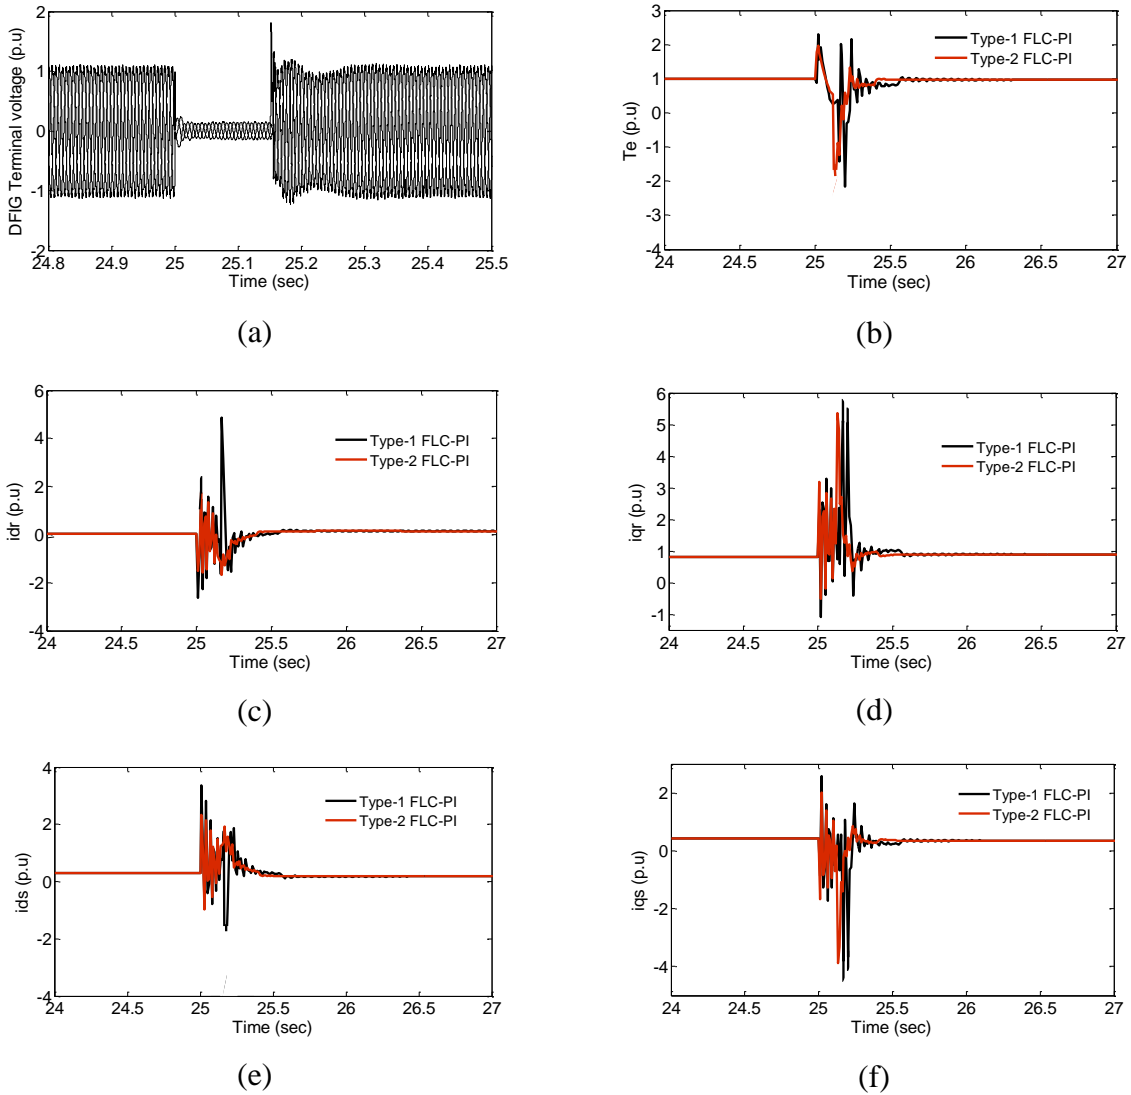 2
1
0
-1
-2
DFIG Terminal voltage (p.u)
24.8 24.9 25 25.1 25.2 25.3 25.4 25.5
Time (sec)
(a)
3
2
1
0
-1
-2
-3
-4
Te (p.u)
Type-1 FLC-PI
Type-2 FLC-PI
24 24.5 25 25.5 26 26.5 27
Time (sec)
(b)
6
4
2
0
-2
-4
idr (p.u)
Type-1 FLC-PI
Type-2 FLC-PI
24 24.5 25 25.5 26 26.5 27
Time (sec)
(c)
6
5
4
3
2
1
0
-1
iqr (p.u)
Type-1 FLC-PI
Type-2 FLC-PI
24 24.5 25 25.5 26 26.5 27
Time (sec)
(d)
4
2
0
-2
-4
ids (p.u)
Type-1 FLC-PI
Type-2 FLC-PI
24 24.5 25 25.5 26 26.5 27
Time (sec)
(e)
2
0
-2
-4
iqs (p.u)
Type-1 FLC-PI
Type-2 FLC-PI
24 24.5 25 25.5 26 26.5 27
Time (sec)
(f)